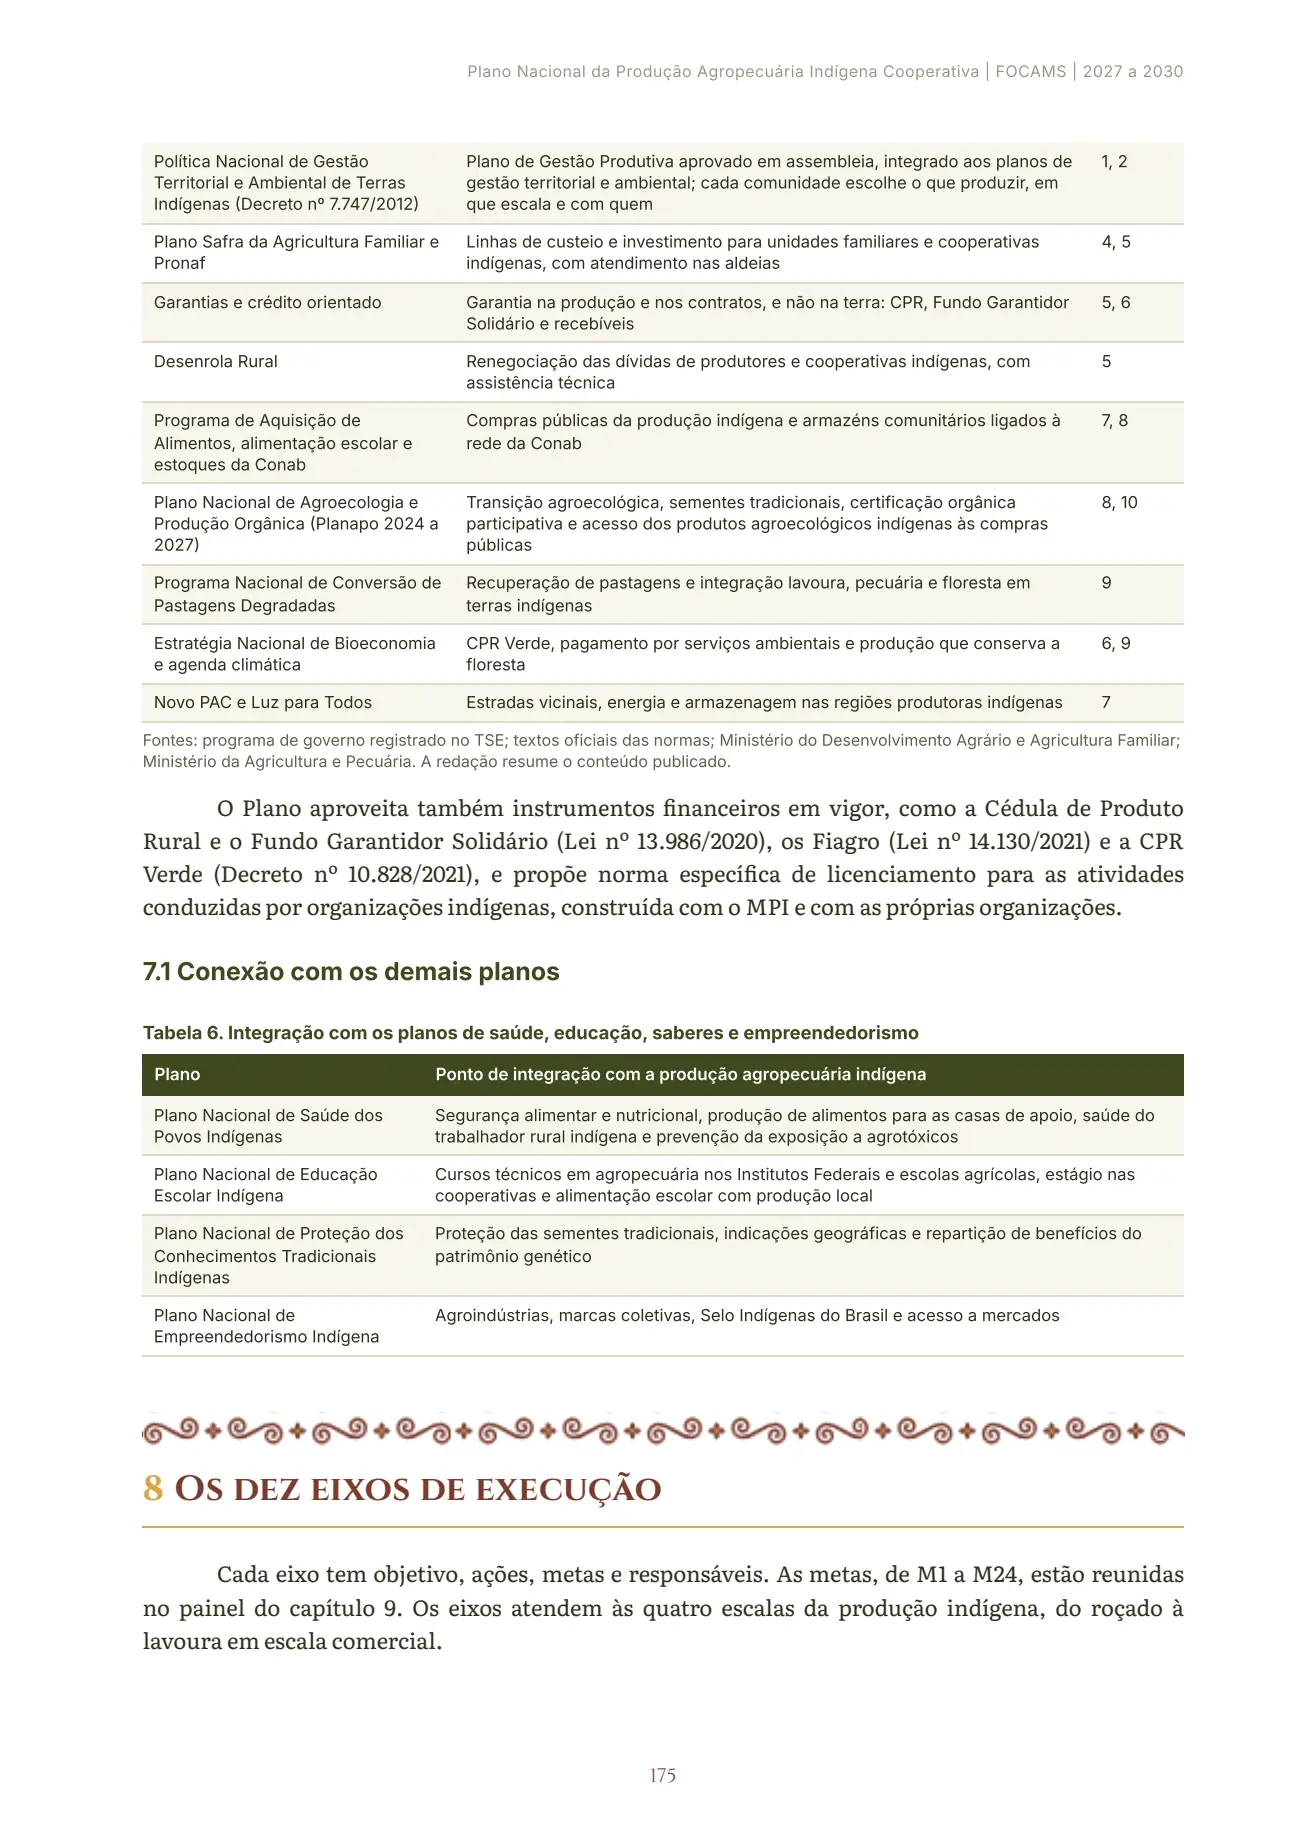 Plano Nacional da Produção Agropecuária Indígena Cooperativa | FOCAMS | 2027 a 2030
Política Nacional de Gestão
Territorial e Ambiental de Terras
Indígenas (Decreto nº 7.747/2012)
Plano de Gestão Produtiva aprovado em assembleia, integrado aos planos de
gestão territorial e ambiental; cada comunidade escolhe o que produzir, em
que escala e com quem
1, 2
Plano Safra da Agricultura Familiar e
Pronaf
Linhas de custeio e investimento para unidades familiares e cooperativas
indígenas, com atendimento nas aldeias
4, 5
Garantias e crédito orientado
Garantia na produção e nos contratos, e não na terra: CPR, Fundo Garantidor
Solidário e recebíveis
5, 6
Desenrola Rural
Renegociação das dívidas de produtores e cooperativas indígenas, com
assistência técnica
5
Programa de Aquisição de
Alimentos, alimentação escolar e
estoques da Conab
Compras públicas da produção indígena e armazéns comunitários ligados à
rede da Conab
7, 8
Plano Nacional de Agroecologia e
Produção Orgânica (Planapo 2024 a
2027)
Transição agroecológica, sementes tradicionais, certificação orgânica
participativa e acesso dos produtos agroecológicos indígenas às compras
públicas
8, 10
Programa Nacional de Conversão de
Pastagens Degradadas
Recuperação de pastagens e integração lavoura, pecuária e floresta em
terras indígenas
9
Estratégia Nacional de Bioeconomia
e agenda climática
CPR Verde, pagamento por serviços ambientais e produção que conserva a
floresta
6, 9
Novo PAC e Luz para Todos
Estradas vicinais, energia e armazenagem nas regiões produtoras indígenas
7
Fontes: programa de governo registrado no TSE; textos oficiais das normas; Ministério do Desenvolvimento Agrário e Agricultura Familiar;
Ministério da Agricultura e Pecuária. A redação resume o conteúdo publicado.
O Plano aproveita também instrumentos financeiros em vigor, como a Cédula de Produto
Rural e o Fundo Garantidor Solidário (Lei nº 13.986/2020), os Fiagro (Lei nº 14.130/2021) e a CPR
Verde (Decreto nº 10.828/2021), e propõe norma específica de licenciamento para as atividades
conduzidas por organizações indígenas, construída com o MPI e com as próprias organizações.
7.1 Conexão com os demais planos
Tabela 6. Integração com os planos de saúde, educação, saberes e empreendedorismo
Plano
Ponto de integração com a produção agropecuária indígena
Plano Nacional de Saúde dos
Povos Indígenas
Segurança alimentar e nutricional, produção de alimentos para as casas de apoio, saúde do
trabalhador rural indígena e prevenção da exposição a agrotóxicos
Plano Nacional de Educação
Escolar Indígena
Cursos técnicos em agropecuária nos Institutos Federais e escolas agrícolas, estágio nas
cooperativas e alimentação escolar com produção local
Plano Nacional de Proteção dos
Conhecimentos Tradicionais
Indígenas
Proteção das sementes tradicionais, indicações geográficas e repartição de benefícios do
patrimônio genético
Plano Nacional de
Empreendedorismo Indígena
Agroindústrias, marcas coletivas, Selo Indígenas do Brasil e acesso a mercados
8 Os dez eixos de execução
Cada eixo tem objetivo, ações, metas e responsáveis. As metas, de M1 a M24, estão reunidas
no painel do capítulo 9. Os eixos atendem às quatro escalas da produção indígena, do roçado à
lavoura em escala comercial.
175